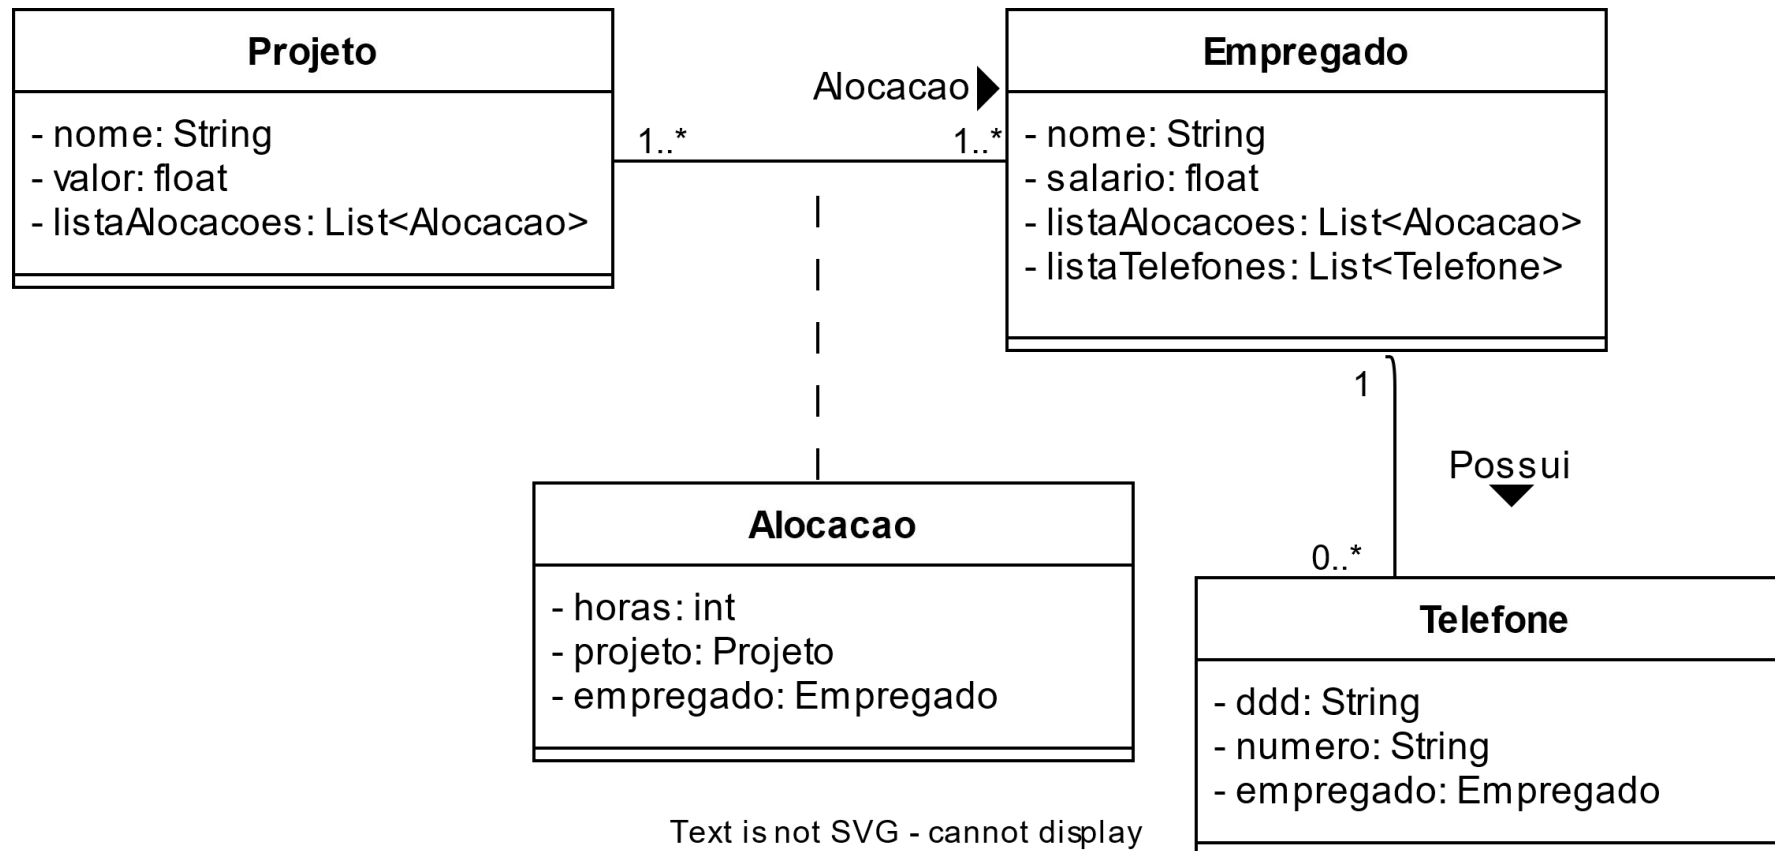 Projeto
- nome: String
- valor: float
- listaAlocacoes: List<Alocacao>
Alocacao
1..*
1..*
Empregado
- nome: String
- salario: float
- listaAlocacoes: List<Alocacao>
- listaTelefones: List<Telefone>
1
Possui
0..*
Alocacao
- horas: int
- projeto: Projeto
- empregado: Empregado
Telefone
- ddd: String
- numero: String
- empregado: Empregado
Text is not SVG - cannot display